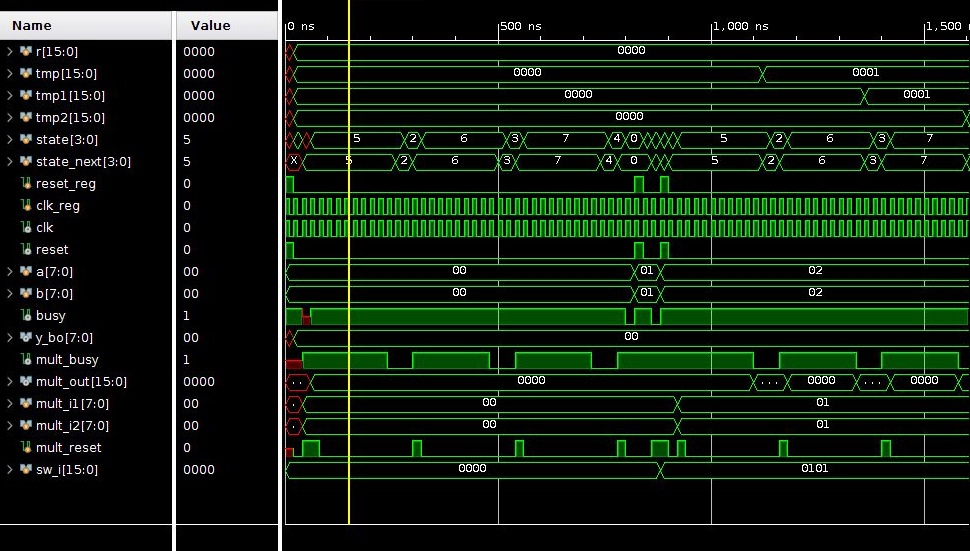 Name Value 0 ns 500 ns 1,000 ns 1,500
r[15:0] 0000 0000
tmp[15:0] 0000 0000 0001
tmp1[15:0] 0000 0000 0001
tmp2[15:0] 0000 0000
state[3:0] 5 5 2 6 3 7 4 0 5 2 6 3 7
state_next[3:0] 5 X 5 2 6 3 7 4 0 5 2 6 3 7
reset_reg 0
clk_reg 0
clk 0
reset 0
a[7:0] 00 00 01 02
b[7:0] 00 00 01 02
busy 1
y_bo[7:0] 00 00
mult_busy 1
mult_out[15:0] 0000 .. 0000 ... 0000 ... 0000
mult_i1[7:0] 00 . 00 01
mult_i2[7:0] 00 . 00 01
mult_reset 0
sw_i[15:0] 0000 0000 0101